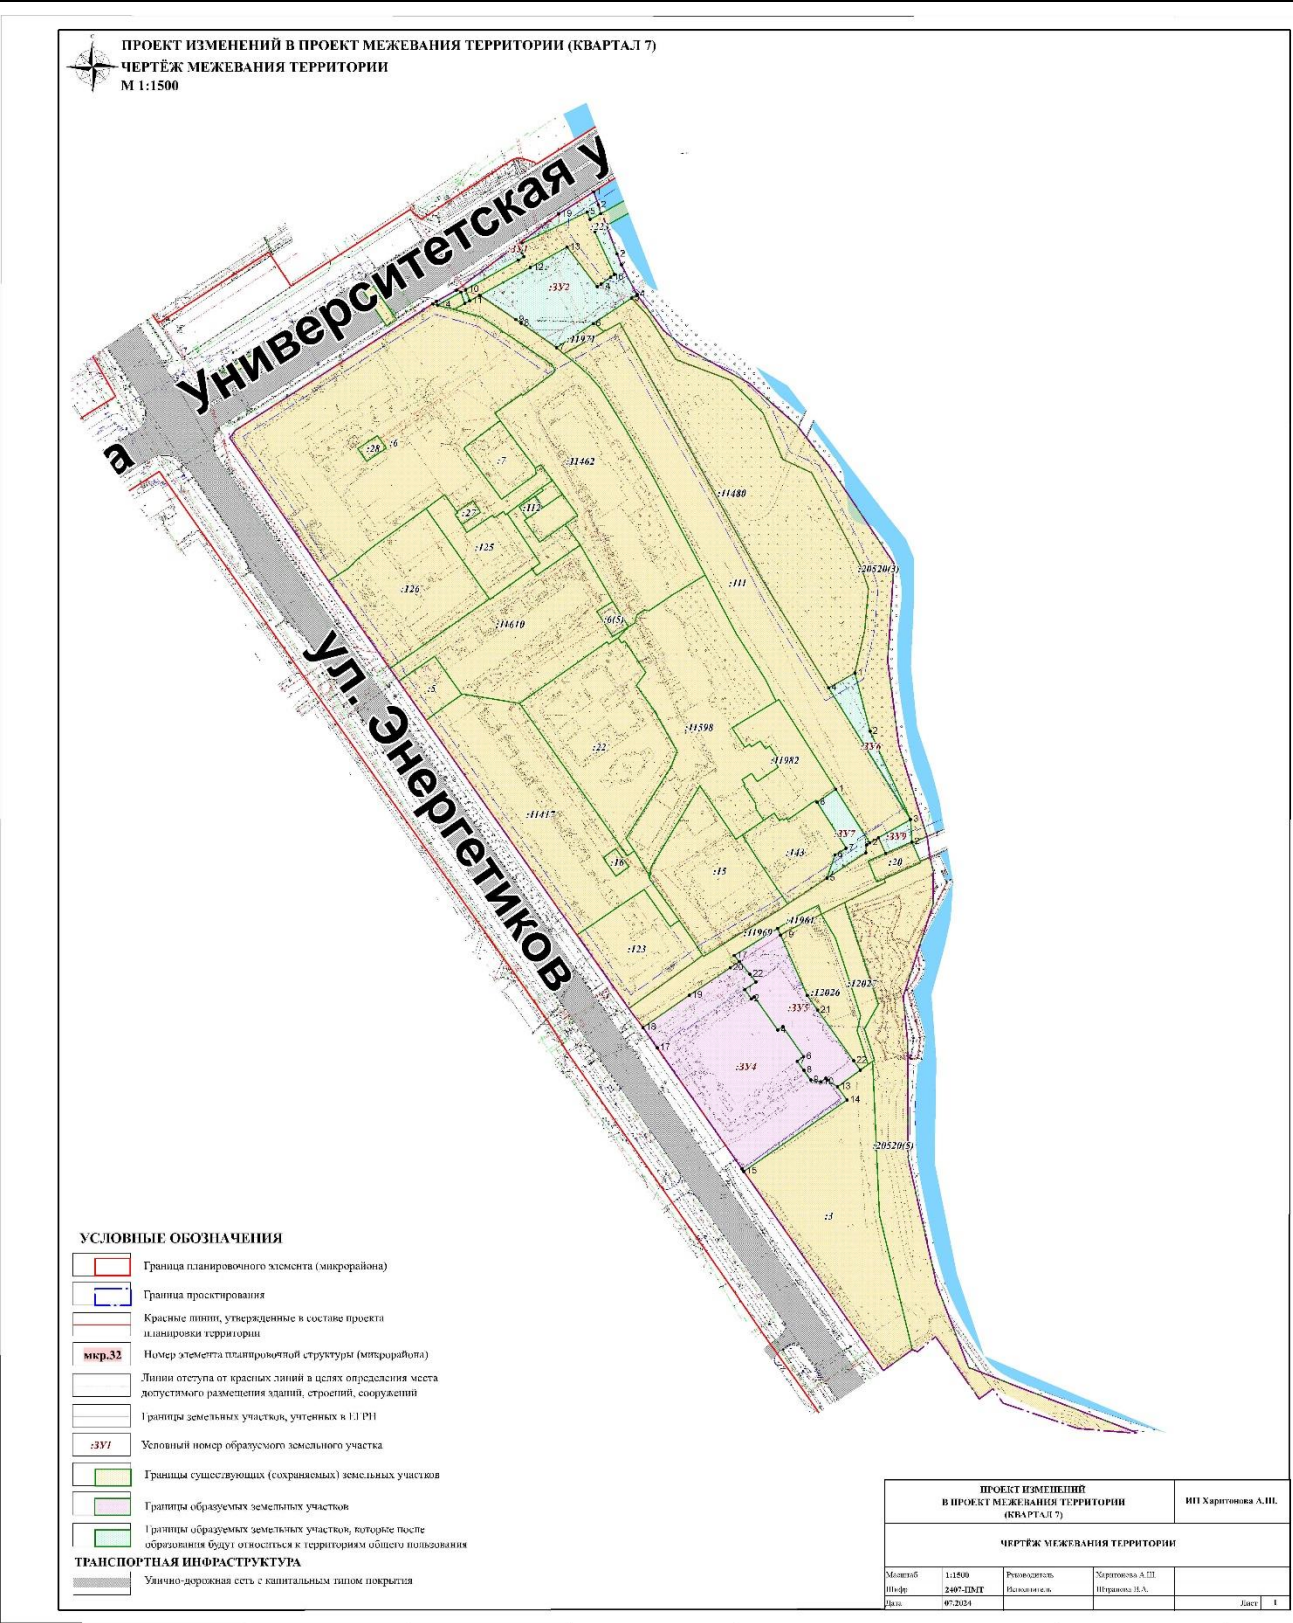 ПРОЕКТ ИЗМЕНЕНИЙ В ПРОЕКТ МЕЖЕВАНИЯ ТЕРРИТОРИИ (КВАРТАЛ 7)
ЧЕРТЁЖ МЕЖЕВАНИЯ ТЕРРИТОРИИ
М 1:1500
Университетская у
а
ул. Энергетиков
:ЗУ1
:ЗУ2
:11971
:28
:6
:7
:11462
:11480
:27
:112
:125
:126
:111
:20520(3)
:11610
:6(5)
:5
:11598
:22
:ЗУ6
:11982
:11417
:ЗУ7
:ЗУ9
:143
:16
:15
:20
:11961
:11969
:123
:12027
:12026
:ЗУ5
:ЗУ4
:20520(5)
:3
УСЛОВНЫЕ ОБОЗНАЧЕНИЯ
Граница планировочного элемента (микрорайона)
Граница проектирования
Красные линии, утвержденные в составе проекта
планировки территории
мкр.32 Номер элемента планировочной структуры (микрорайона)
Линии отступа от красных линий в целях определения места
допустимого размещения зданий, строений, сооружений
Границы земельных участков, учтенных в ЕГРН
:ЗУ1 Условный номер образуемого земельного участка
Границы существующих (сохраняемых) земельных участков
Границы образуемых земельных участков
Границы образуемых земельных участков, которые после
образования будут относиться к территориям общего пользования
ТРАНСПОРТНАЯ ИНФРАСТРУКТУРА
Улично-дорожная сеть с капитальным типом покрытия
ПРОЕКТ ИЗМЕНЕНИЙ
В ПРОЕКТ МЕЖЕВАНИЯ ТЕРРИТОРИИ
(КВАРТАЛ 7)
ИП Харитонова А.Ш.
ЧЕРТЁЖ МЕЖЕВАНИЯ ТЕРРИТОРИИ
Масштаб 1:1500 Руководитель Харитонова А.Ш.
Шифр 2407-ПМТ Исполнитель
Дата 07.2024 Лист 1